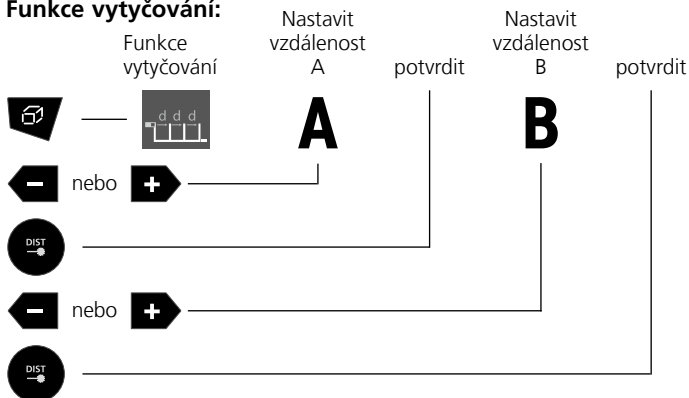 Funkce vytyčování:
Funkce
vytyčování
Nastavit
vzdálenost
A
potvrdit
Nastavit
vzdálenost
B
potvrdit
d d d
A
B
− nebo +
DIST
− nebo +
DIST